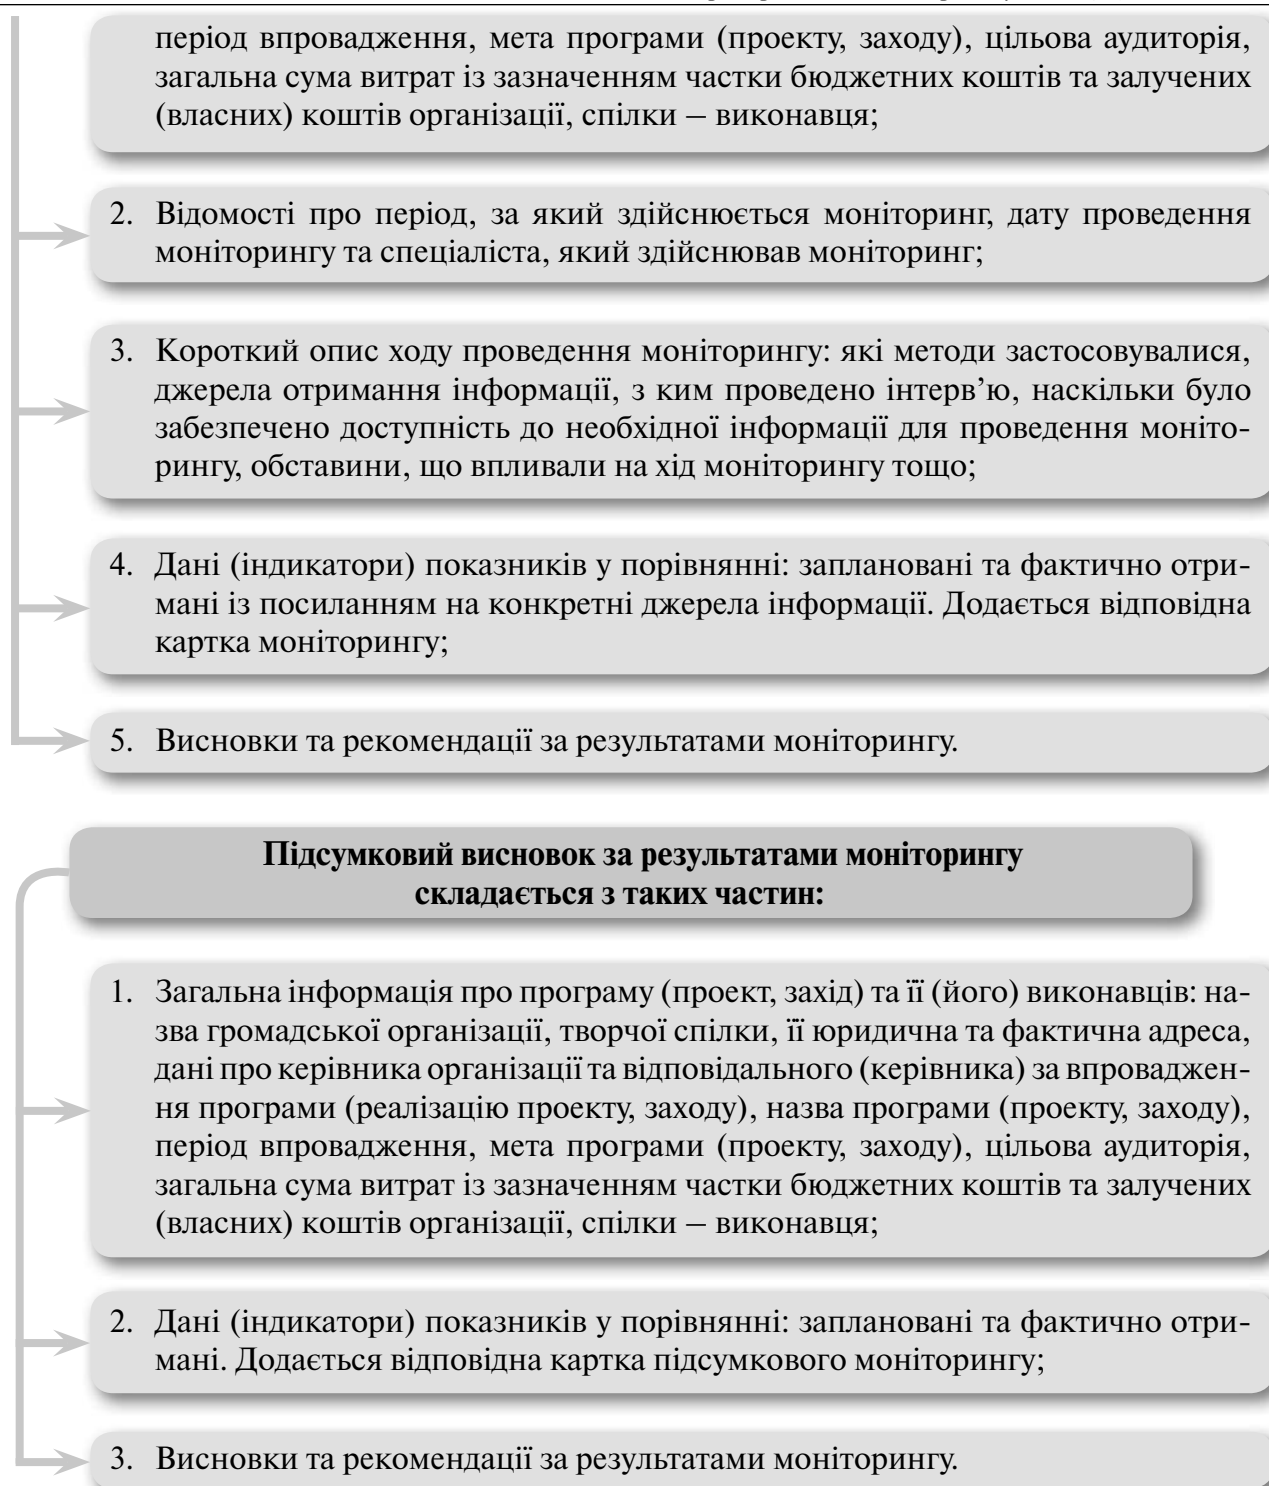 період впровадження, мета програми (проекту, заходу), цільова аудиторія,
загальна сума витрат із зазначенням частки бюджетних коштів та залучених
(власних) коштів організації, спілки – виконавця;
2. Відомості про період, за який здійснюється моніторинг, дату проведення
моніторингу та спеціаліста, який здійснював моніторинг;
3. Короткий опис ходу проведення моніторингу: які методи застосовувалися,
джерела отримання інформації, з ким проведено інтерв’ю, наскільки було
забезпечено доступність до необхідної інформації для проведення моніто-
рингу, обставини, що впливали на хід моніторингу тощо;
4. Дані (індикатори) показників у порівнянні: заплановані та фактично отри-
мані із посиланням на конкретні джерела інформації. Додається відповідна
картка моніторингу;
5. Висновки та рекомендації за результатами моніторингу.
Підсумковий висновок за результатами моніторингу
складається з таких частин:
1. Загальна інформація про програму (проект, захід) та її (його) виконавців: на-
зва громадської організації, творчої спілки, її юридична та фактична адреса,
дані про керівника організації та відповідального (керівника) за впроваджен-
ня програми (реалізацію проекту, заходу), назва програми (проекту, заходу),
період впровадження, мета програми (проекту, заходу), цільова аудиторія,
загальна сума витрат із зазначенням частки бюджетних коштів та залучених
(власних) коштів організації, спілки – виконавця;
2. Дані (індикатори) показників у порівнянні: заплановані та фактично отри-
мані. Додається відповідна картка підсумкового моніторингу;
3. Висновки та рекомендації за результатами моніторингу.